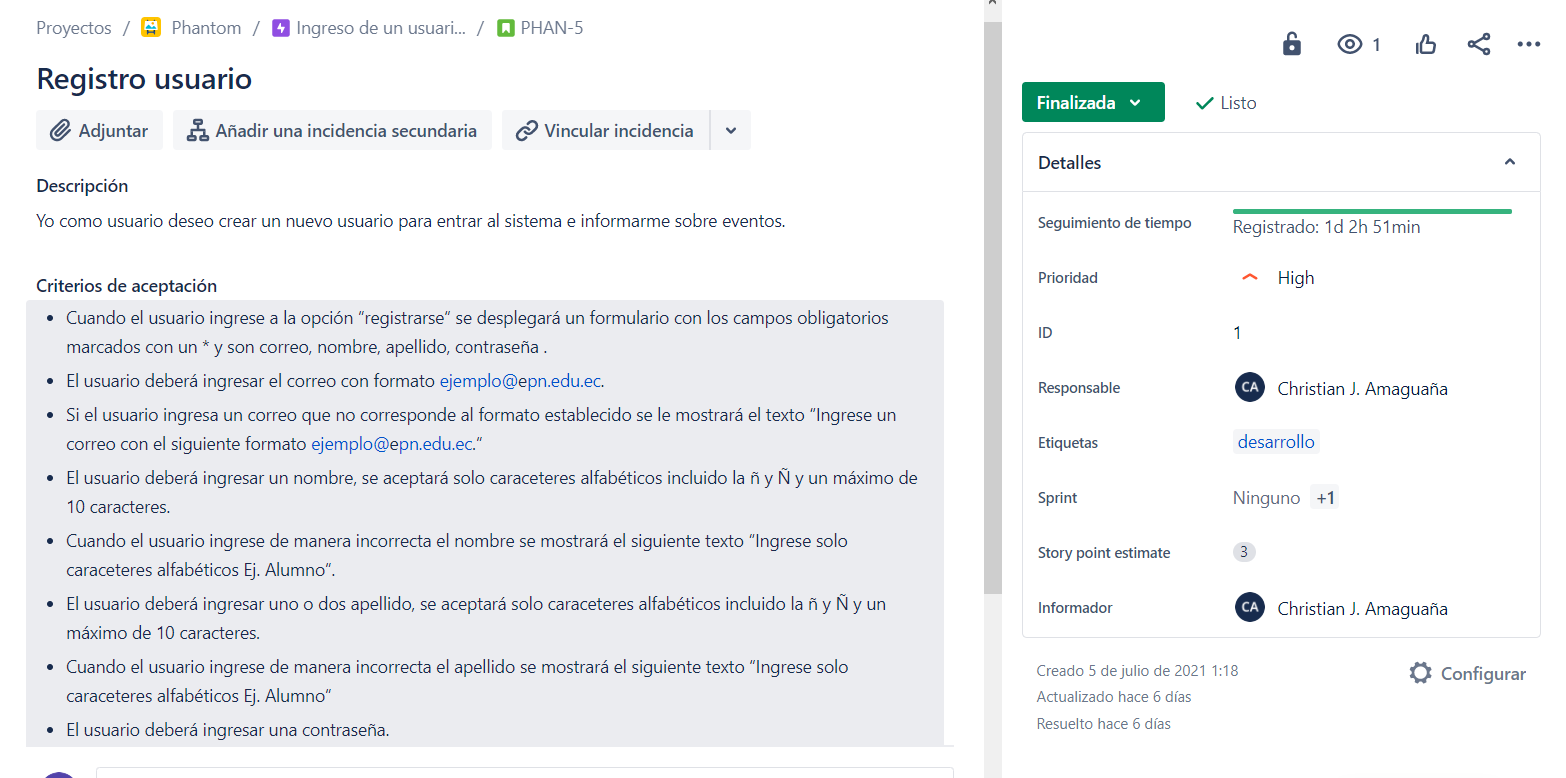 Proyectos / Phantom / Ingreso de un usuari... / PHAN-5
Registro usuario
Adjuntar
Añadir una incidencia secundaria
Vincular incidencia
Descripción
Yo como usuario deseo crear un nuevo usuario para entrar al sistema e informarme sobre eventos.
Criterios de aceptación
• Cuando el usuario ingrese a la opción “registrarse“ se desplegará un formulario con los campos obligatorios
marcados con un * y son correo, nombre, apellido, contraseña .
• El usuario deberá ingresar el correo con formato ejemplo@epn.edu.ec.
• Si el usuario ingresa un correo que no corresponde al formato establecido se le mostrará el texto “Ingrese un
correo con el siguiente formato ejemplo@epn.edu.ec.“
• El usuario deberá ingresar un nombre, se aceptará solo caraceteres alfabéticos incluido la ñ y Ñ y un máximo de
10 caracteres.
• Cuando el usuario ingrese de manera incorrecta el nombre se mostrará el siguiente texto “Ingrese solo
caraceteres alfabéticos Ej. Alumno“.
• El usuario deberá ingresar uno o dos apellido, se aceptará solo caraceteres alfabéticos incluido la ñ y Ñ y un
máximo de 10 caracteres.
• Cuando el usuario ingrese de manera incorrecta el apellido se mostrará el siguiente texto “Ingrese solo
caraceteres alfabéticos Ej. Alumno“
• El usuario deberá ingresar una contraseña.
1
Finalizada
Listo
Detalles
Seguimiento de tiempo
Registrado: 1d 2h 51min
Prioridad
High
ID
1
Responsable
CA Christian J. Amaguaña
Etiquetas
desarrollo
Sprint
Ninguno +1
Story point estimate
3
Informador
CA Christian J. Amaguaña
Creado 5 de julio de 2021 1:18
Actualizado hace 6 días
Resuelto hace 6 días
Configurar